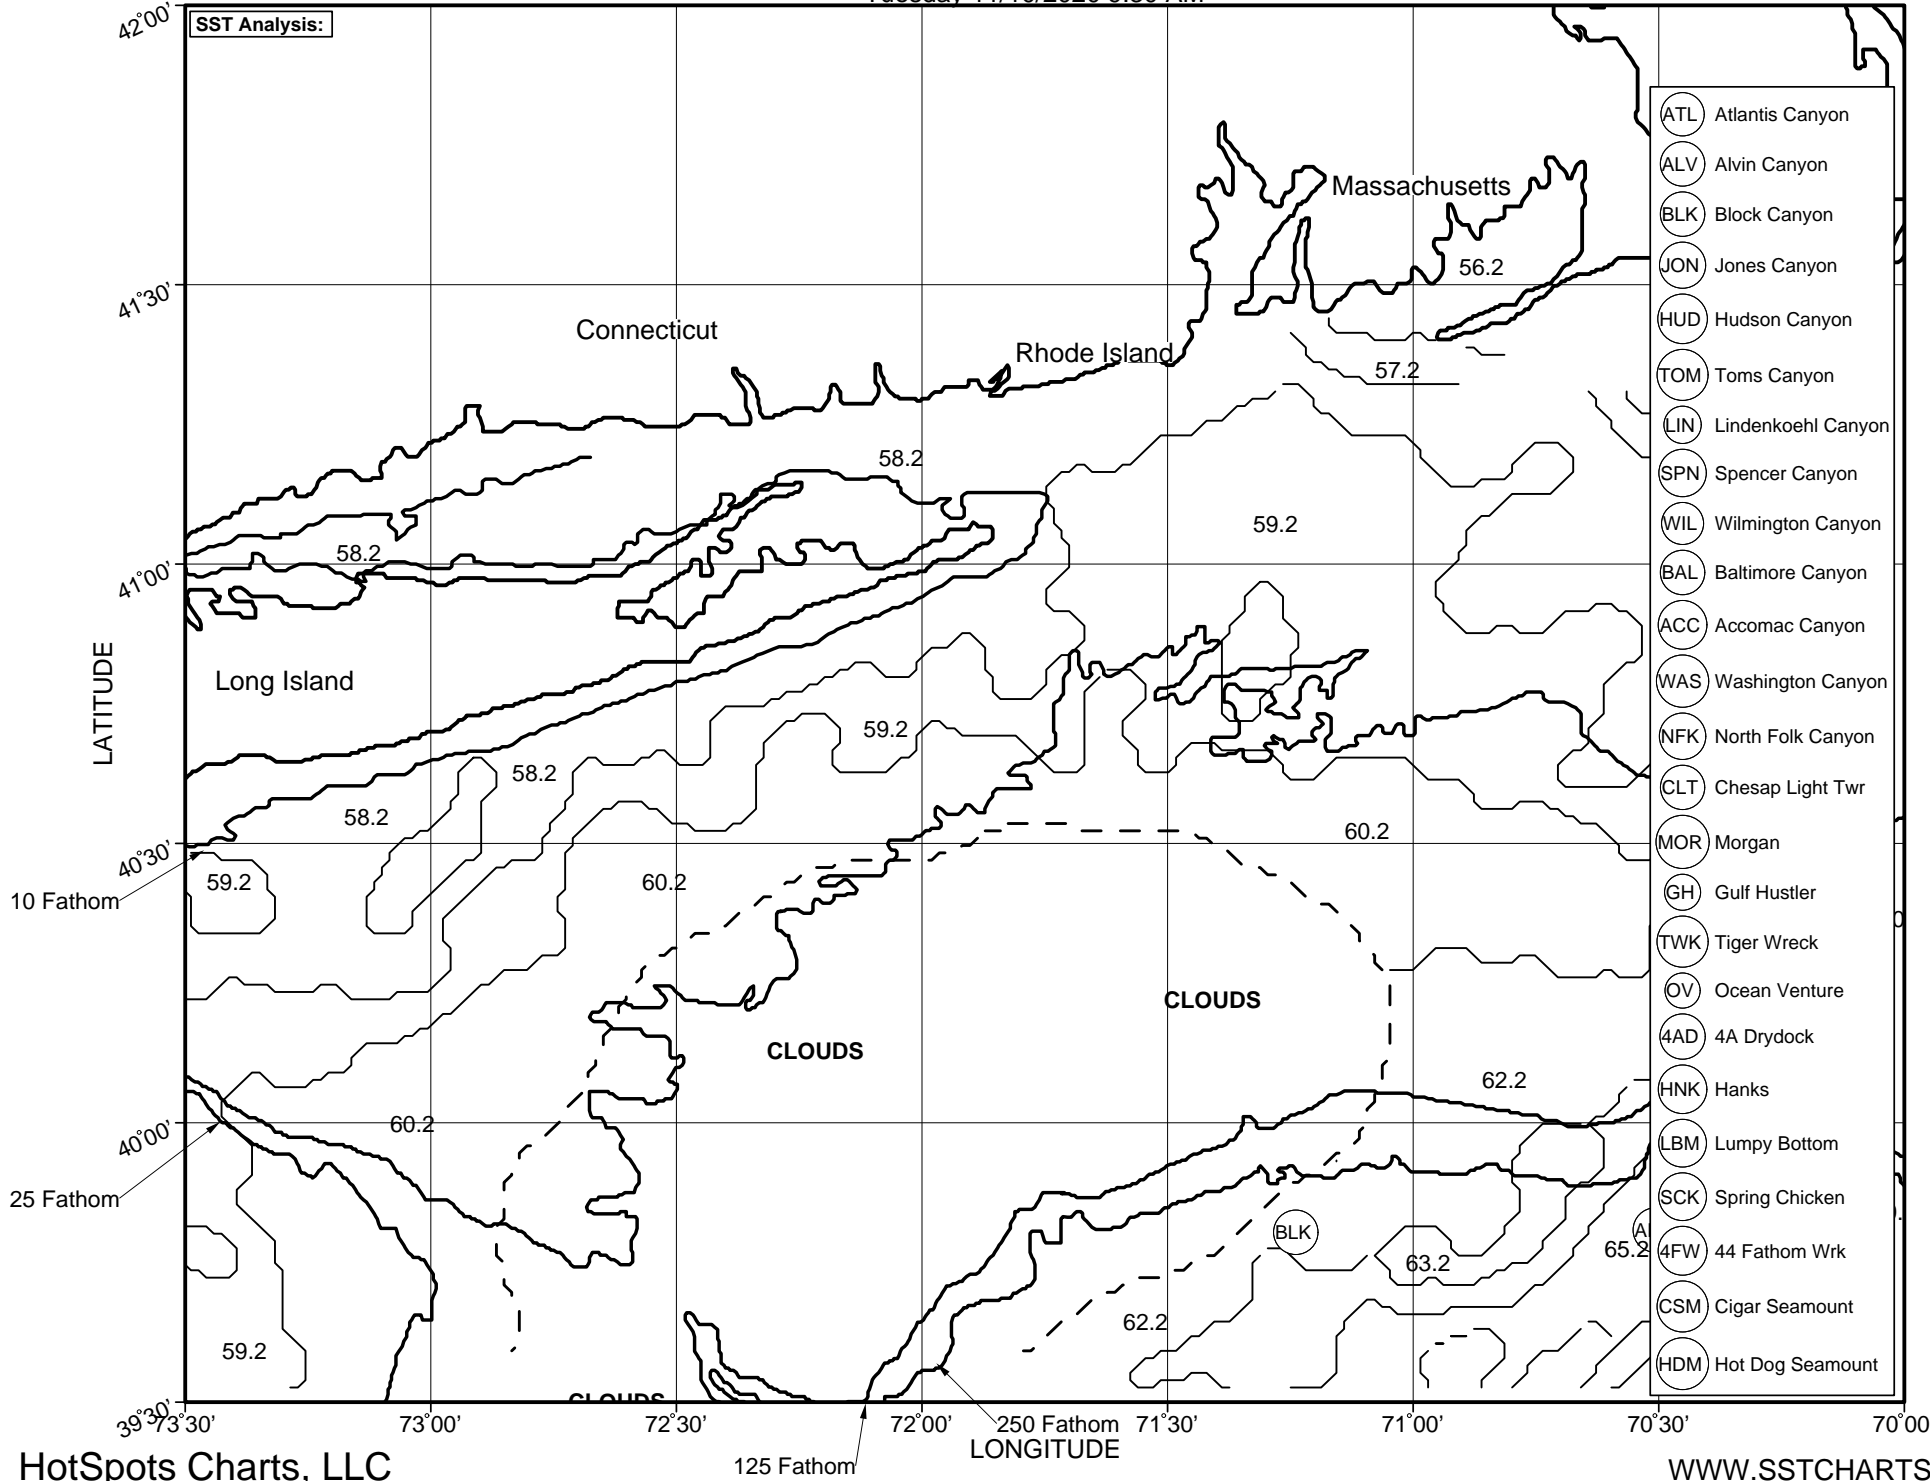 SST Analysis:
42°00'
41°30'
41°00'
40°30'
40°00'
39°30'
LATITUDE
Massachusetts
56.2
Connecticut
Rhode Island
57.2
58.2
59.2
58.2
Long Island
59.2
58.2
58.2
60.2
59.2
60.2
10 Fathom
CLOUDS
CLOUDS
62.2
60.2
25 Fathom
BLK
63.2
65.2
62.2
59.2
CLOUDS
ATL Atlantis Canyon
ALV Alvin Canyon
BLK Block Canyon
JON Jones Canyon
HUD Hudson Canyon
TOM Toms Canyon
LIN Lindenkoehl Canyon
SPN Spencer Canyon
WIL Wilmington Canyon
BAL Baltimore Canyon
ACC Accomac Canyon
WAS Washington Canyon
NFK North Folk Canyon
CLT Chesap Light Twr
MOR Morgan
GH Gulf Hustler
TWK Tiger Wreck
OV Ocean Venture
4AD 4A Drydock
HNK Hanks
LBM Lumpy Bottom
SCK Spring Chicken
4FW 44 Fathom Wrk
CSM Cigar Seamount
HDM Hot Dog Seamount
73°30' 73°00' 72°30' 72°00' 250 Fathom 71°30' 71°00' 70°30' 70°00'
LONGITUDE
125 Fathom
HotSpots Charts, LLC
WWW.SSTCHARTS